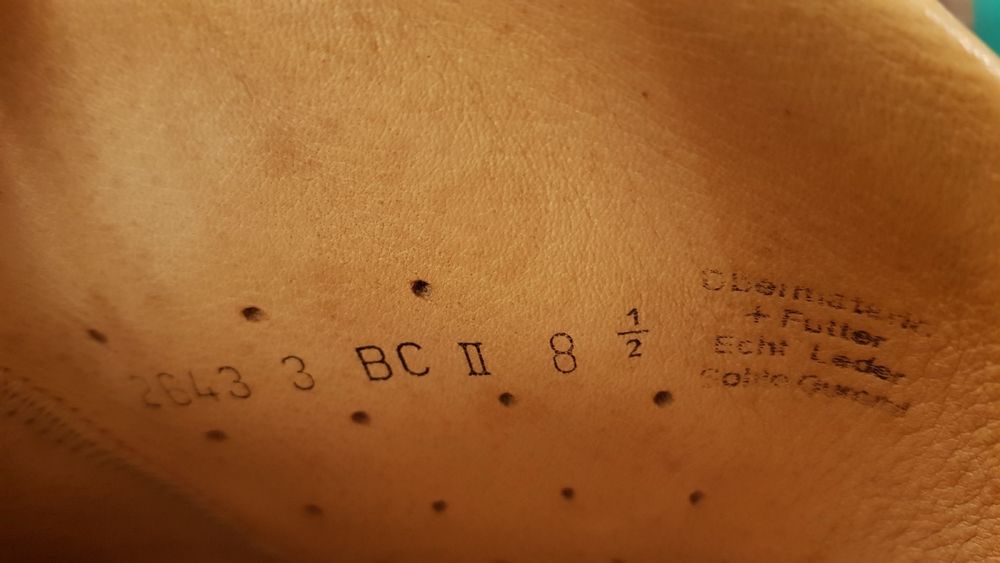 2643 3 BC II 8 1/2
Obermaterial
+ Futter
Echt Leder
Sohle Gummi